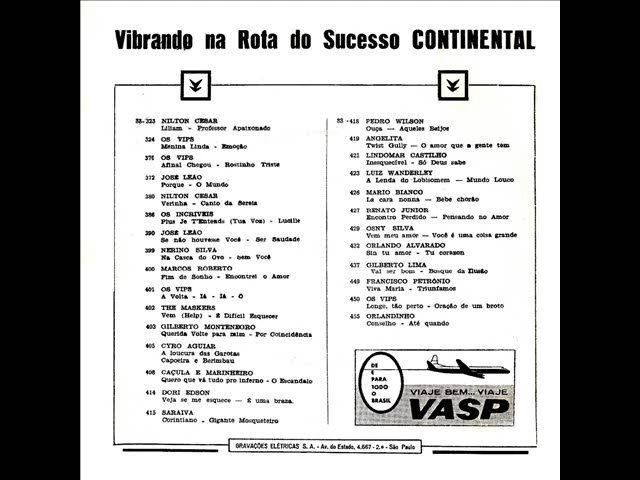 Vibrando na Rota do Sucesso CONTINENTAL
33-323 NILTON CESAR
Liliam - Professor Apaixonado
324 OS VIPS
Menina Linda - Emoção
376 OS VIPS
Afinal Chegou - Rostinho Triste
372 JOSÉ LEÃO
Porque - O Mundo
380 NILTON CESAR
Verinha - Canto da Sereia
386 OS INCRIVEIS
Plus Je T'Entends (Tua Voz) - Lucille
390 JOSÉ LEÃO
Se não houvesse Você - Ser Saudade
399 NERINO SILVA
Na Casca do Ovo - bem Você
400 MARCOS ROBERTO
Fim de Sonho - Encontrei o Amor
401 OS VIPS
A Volta - Iá - Iá - Ô
402 THE MASKERS
Vem (Help) - É Difícil Esquecer
403 GILBERTO MONTENEGRO
Querida Volte para mim - Por Coincidência
405 CYRO AGUIAR
A loucura das Garotas
Capoeira e Berimbau
408 CAÇULA E MARINHEIRO
Quero que vá tudo pro inferno - O Escandalo
414 DORI EDSON
Veja se me esquece — É uma brasa.
415 SARAIVA
Corintiano - Gigante Mosqueteiro
33 - 418 PEDRO WILSON
Ouça — Aqueles Beijos
419 ANGELITA
Twist Gully — O amor que a gente tem
421 LINDOMAR CASTILHO
Inesquecível - Só Deus sabe
423 LUIZ WANDERLEY
A Lenda do Lobisomem — Mundo Louco
426 MARIO BIANCO
La cara nonna — Bebe chorão
427 RENATO JUNIOR
Encontro Perdido — Pensando no Amor
429 OSNY SILVA
Vem meu amor — Você é uma coisa grande
432 ORLANDO ALVARADO
Sin tu amor - Tu corazon
437 GILBERTO LIMA
Vai ser bom - Bosque da Ilusão
449 FRANCISCO PETRÔNIO
Viva Maria - Triunfamos
450 OS VIPS
Longe, tão perto - Oração de um broto
455 ORLANDINHO
Conselho - Até quando
DE
E
PARA
TODO
O
BRASIL
VIAJE BEM... VIAJE
VASP
GRAVAÇÕES ELÉTRICAS S. A. - Av. do Estado, 4.667 - 2.º - São Paulo